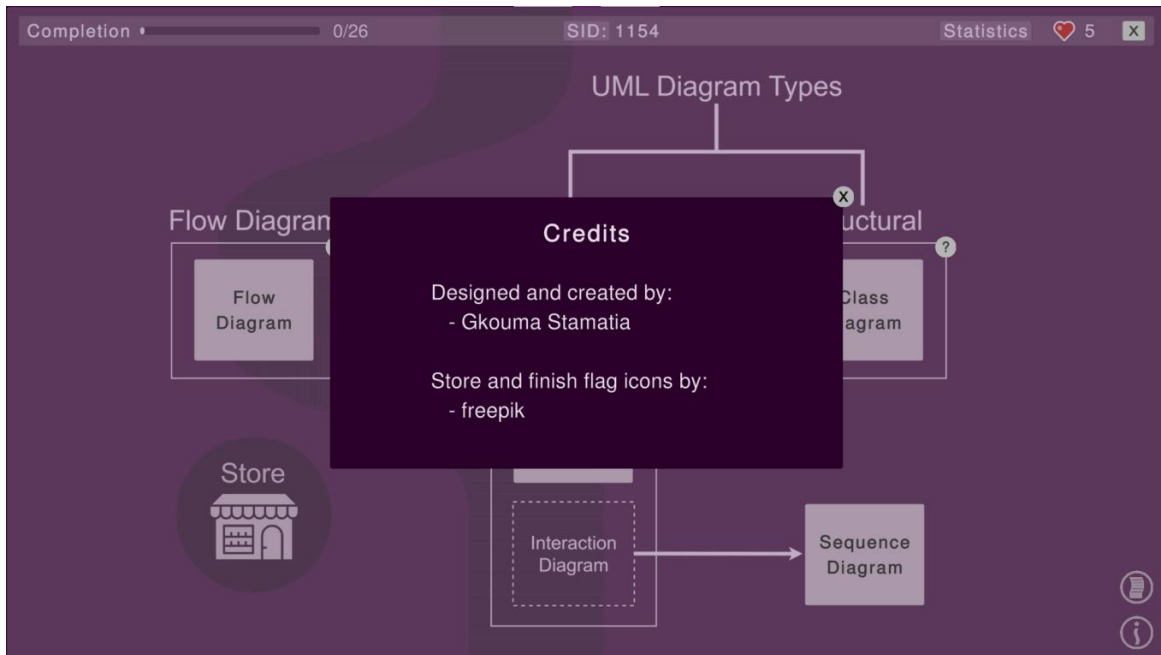 Completion 0/26 SID: 1154 Statistics 5 X
UML Diagram Types
Flow Diagram
uctural
X
?
Flow
Diagram
Credits
Designed and created by:
- Gkouma Stamatia
Store and finish flag icons by:
- freepik
Class
agram
Store
Interaction
Diagram
Sequence
Diagram
i